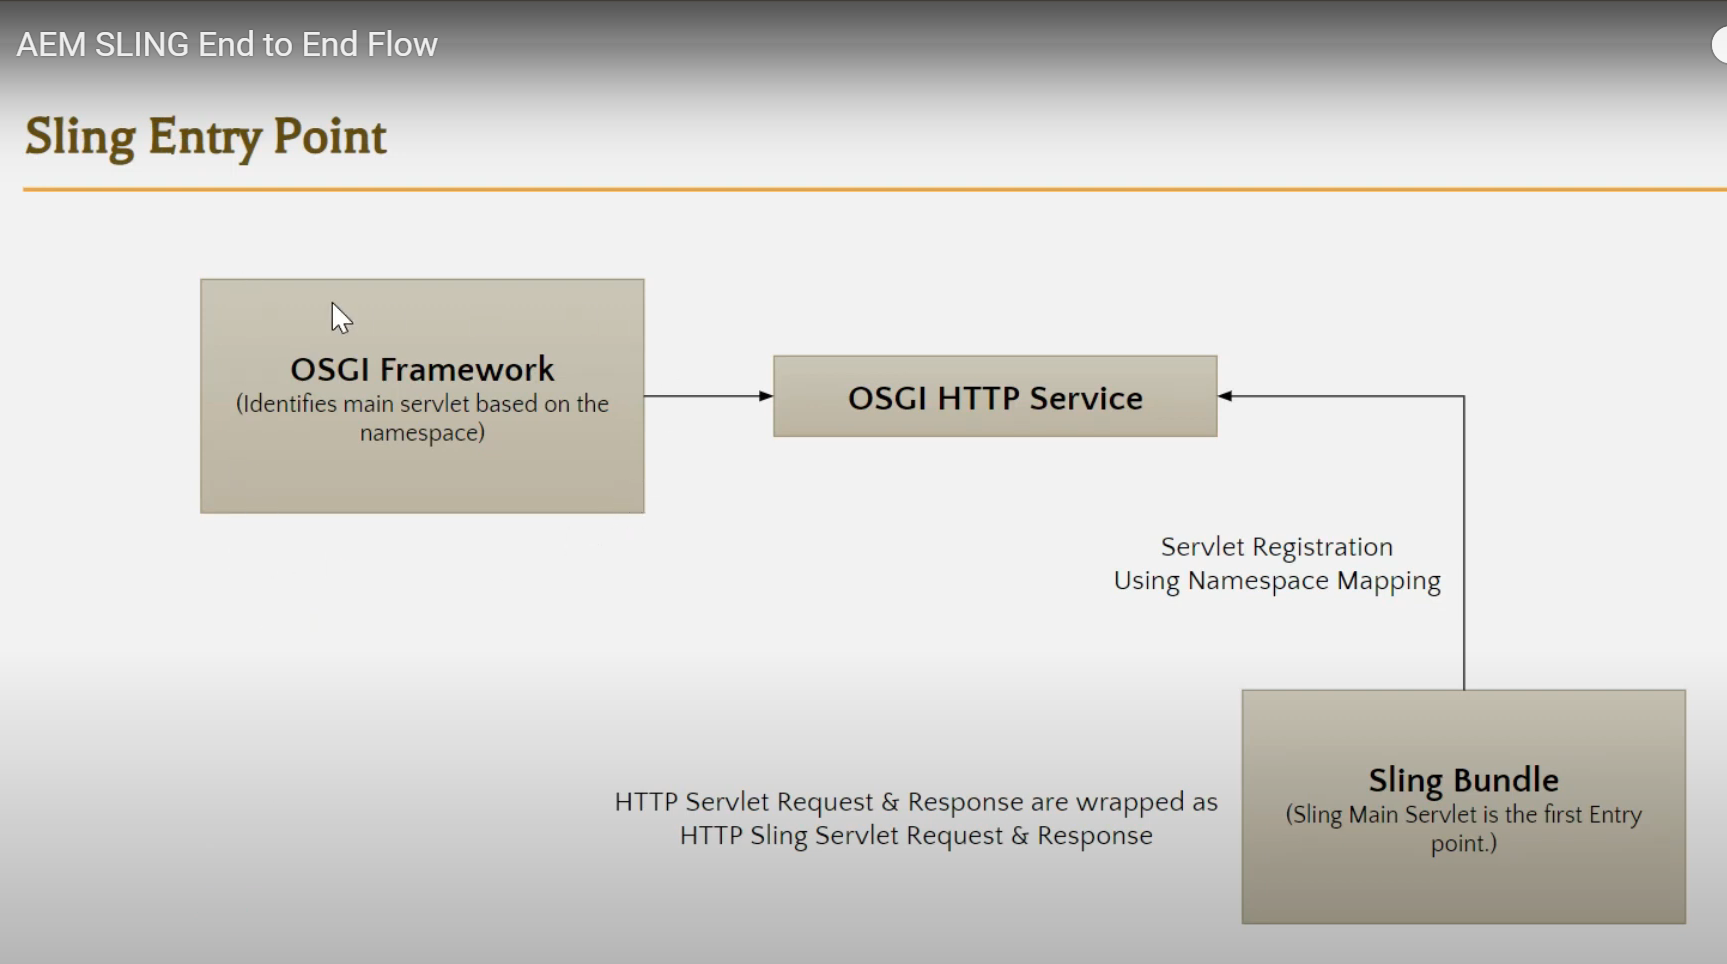 AEM SLING End to End Flow
Sling Entry Point
OSGI Framework
(Identifies main servlet based on the
namespace)
OSGI HTTP Service
Servlet Registration
Using Namespace Mapping
HTTP Servlet Request & Response are wrapped as
HTTP Sling Servlet Request & Response
Sling Bundle
(Sling Main Servlet is the first Entry
point.)